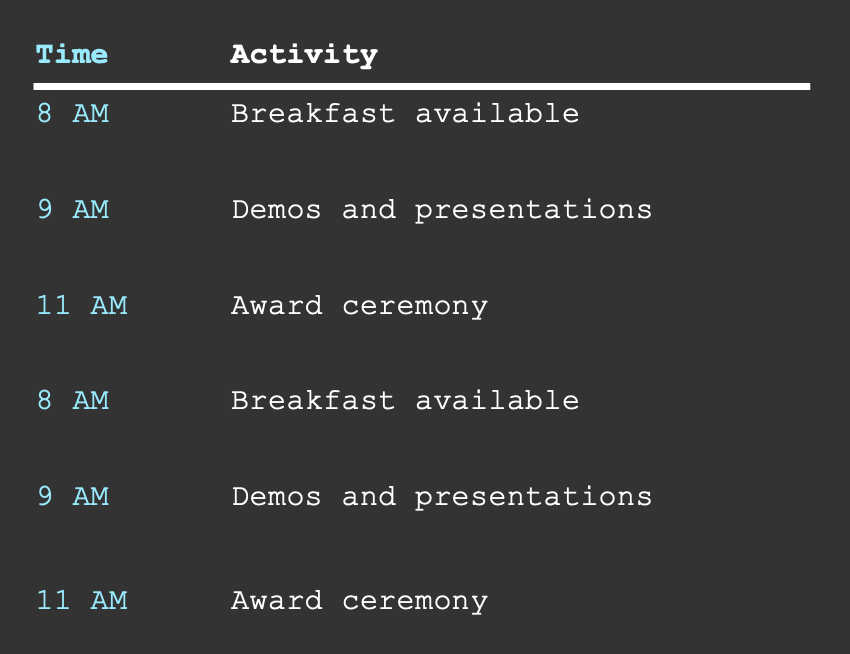 Time Activity
8 AM Breakfast available
9 AM Demos and presentations
11 AM Award ceremony
8 AM Breakfast available
9 AM Demos and presentations
11 AM Award ceremony